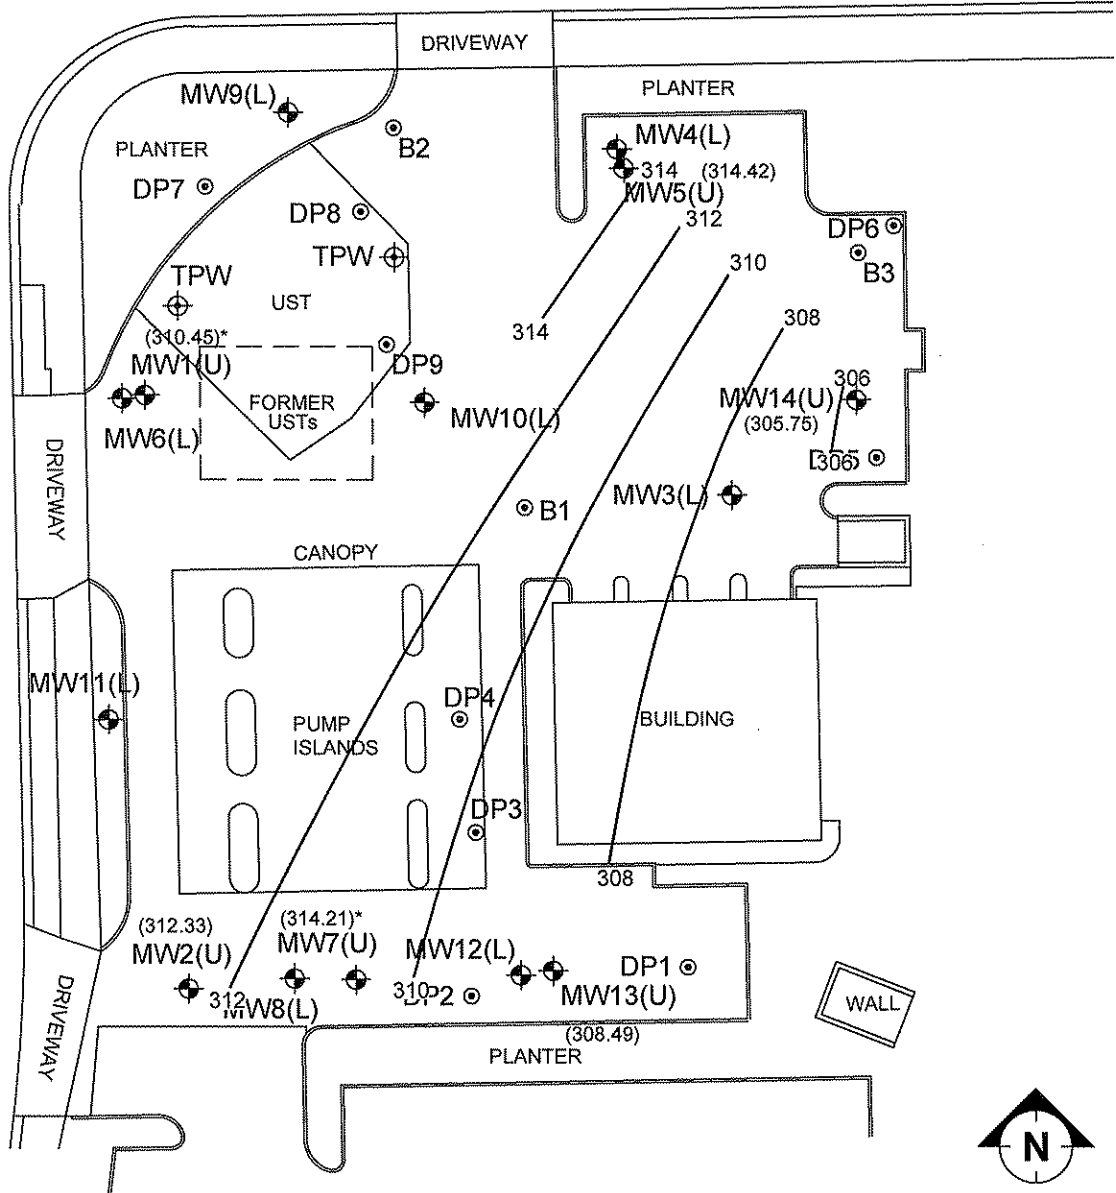 DRIVEWAY
PLANTER
MW9(L)
B2
MW4(L)
PLANTER
314 (314.42)
MW5(U)
DP7
DP8
312
DP6
B3
TPW
TPW
310
UST
308
314
(310.45)*
MW1(U)
DP9
306
MW14(U)
(305.75)
FORMER
USTs
MW10(L)
MW6(L)
DRIVEWAY
306
MW3(L)
B1
CANOPY
MW11(L)
DP4
PUMP
ISLANDS
BUILDING
DP3
308
(312.33)
(314.21)*
MW2(U)
MW7(U)
MW12(L)
DP1
312
MW8(L)
310
DP2
MW13(U)
DRIVEWAY
WALL
(308.49)
PLANTER
N